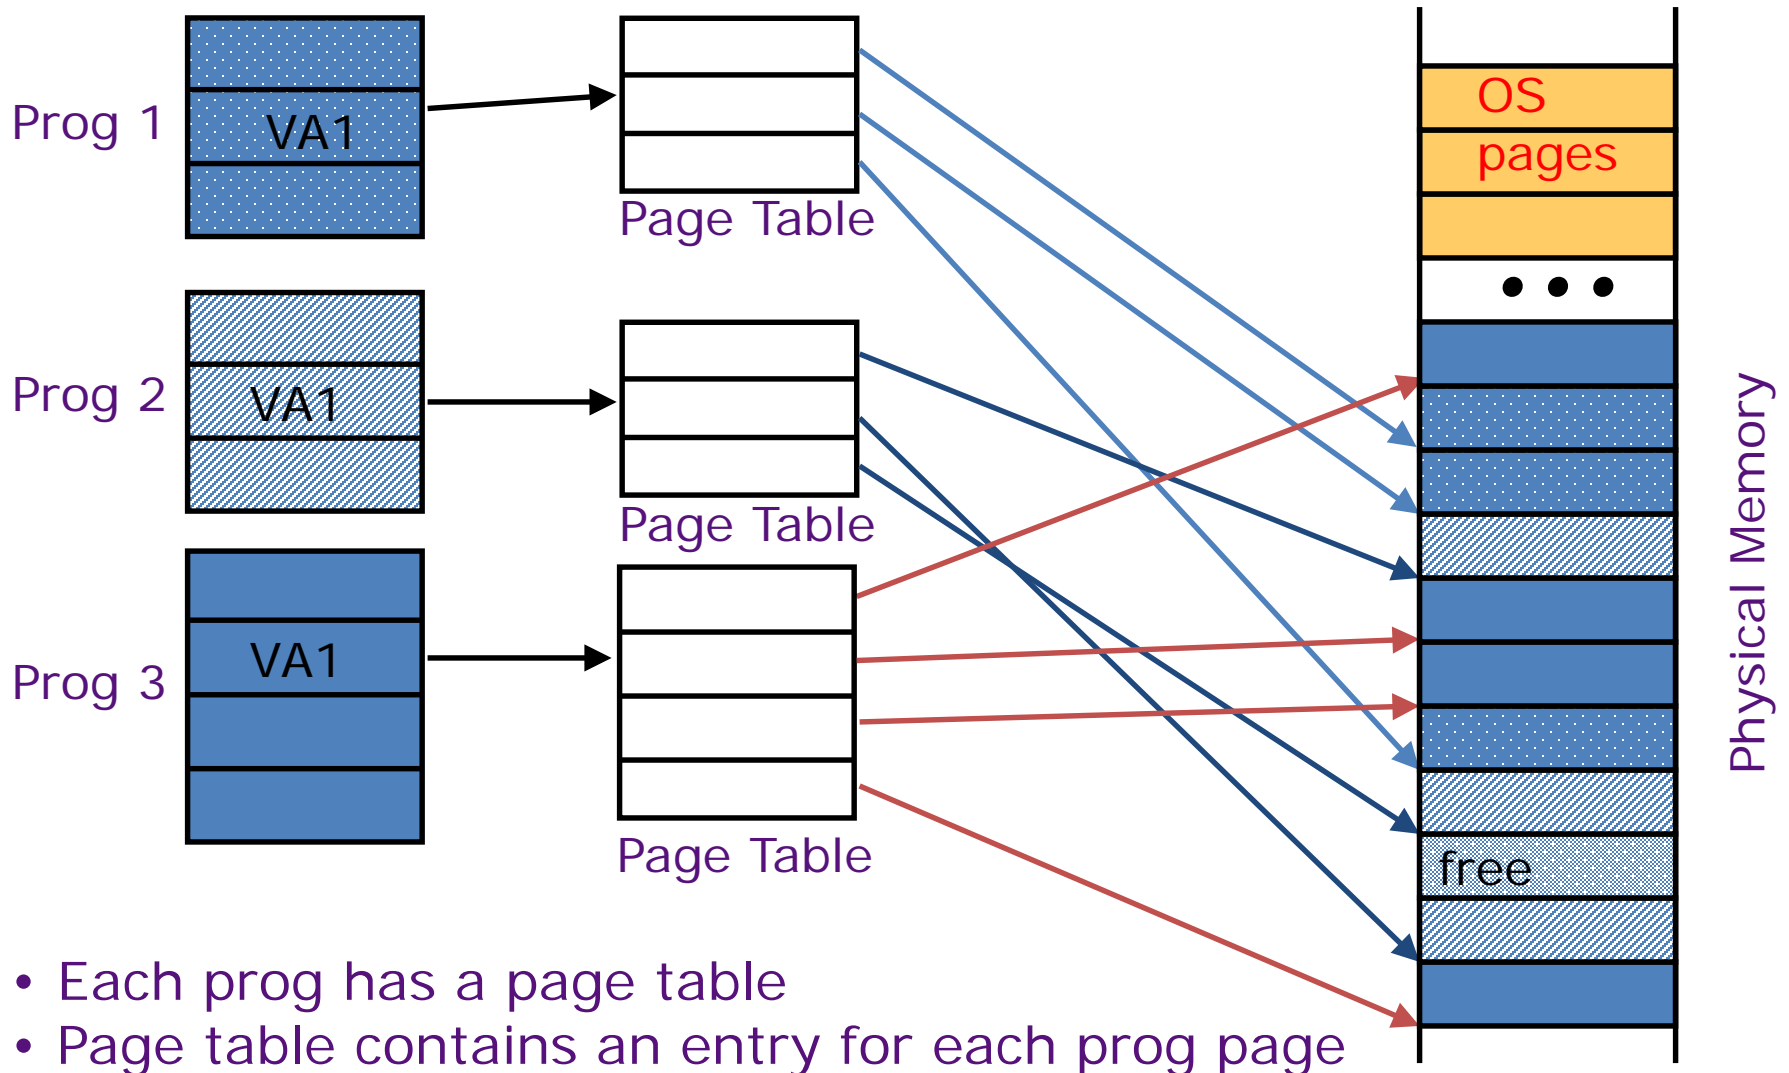 Prog 1
VA1
Page Table
OS
pages
• • •
Prog 2
VA1
Page Table
Prog 3
VA1
Page Table
free
Physical Memory
• Each prog has a page table
• Page table contains an entry for each prog page